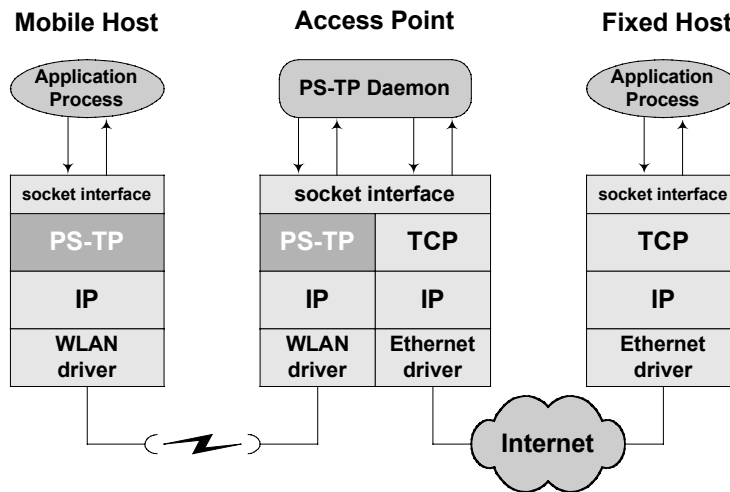 Mobile Host
Access Point
Fixed Host
Application
Process
PS-TP Daemon
Application
Process
socket interface
socket interface
socket interface
PS-TP
PS-TP
TCP
TCP
IP
IP
IP
IP
WLAN
driver
WLAN
driver
Ethernet
driver
Ethernet
driver
Internet